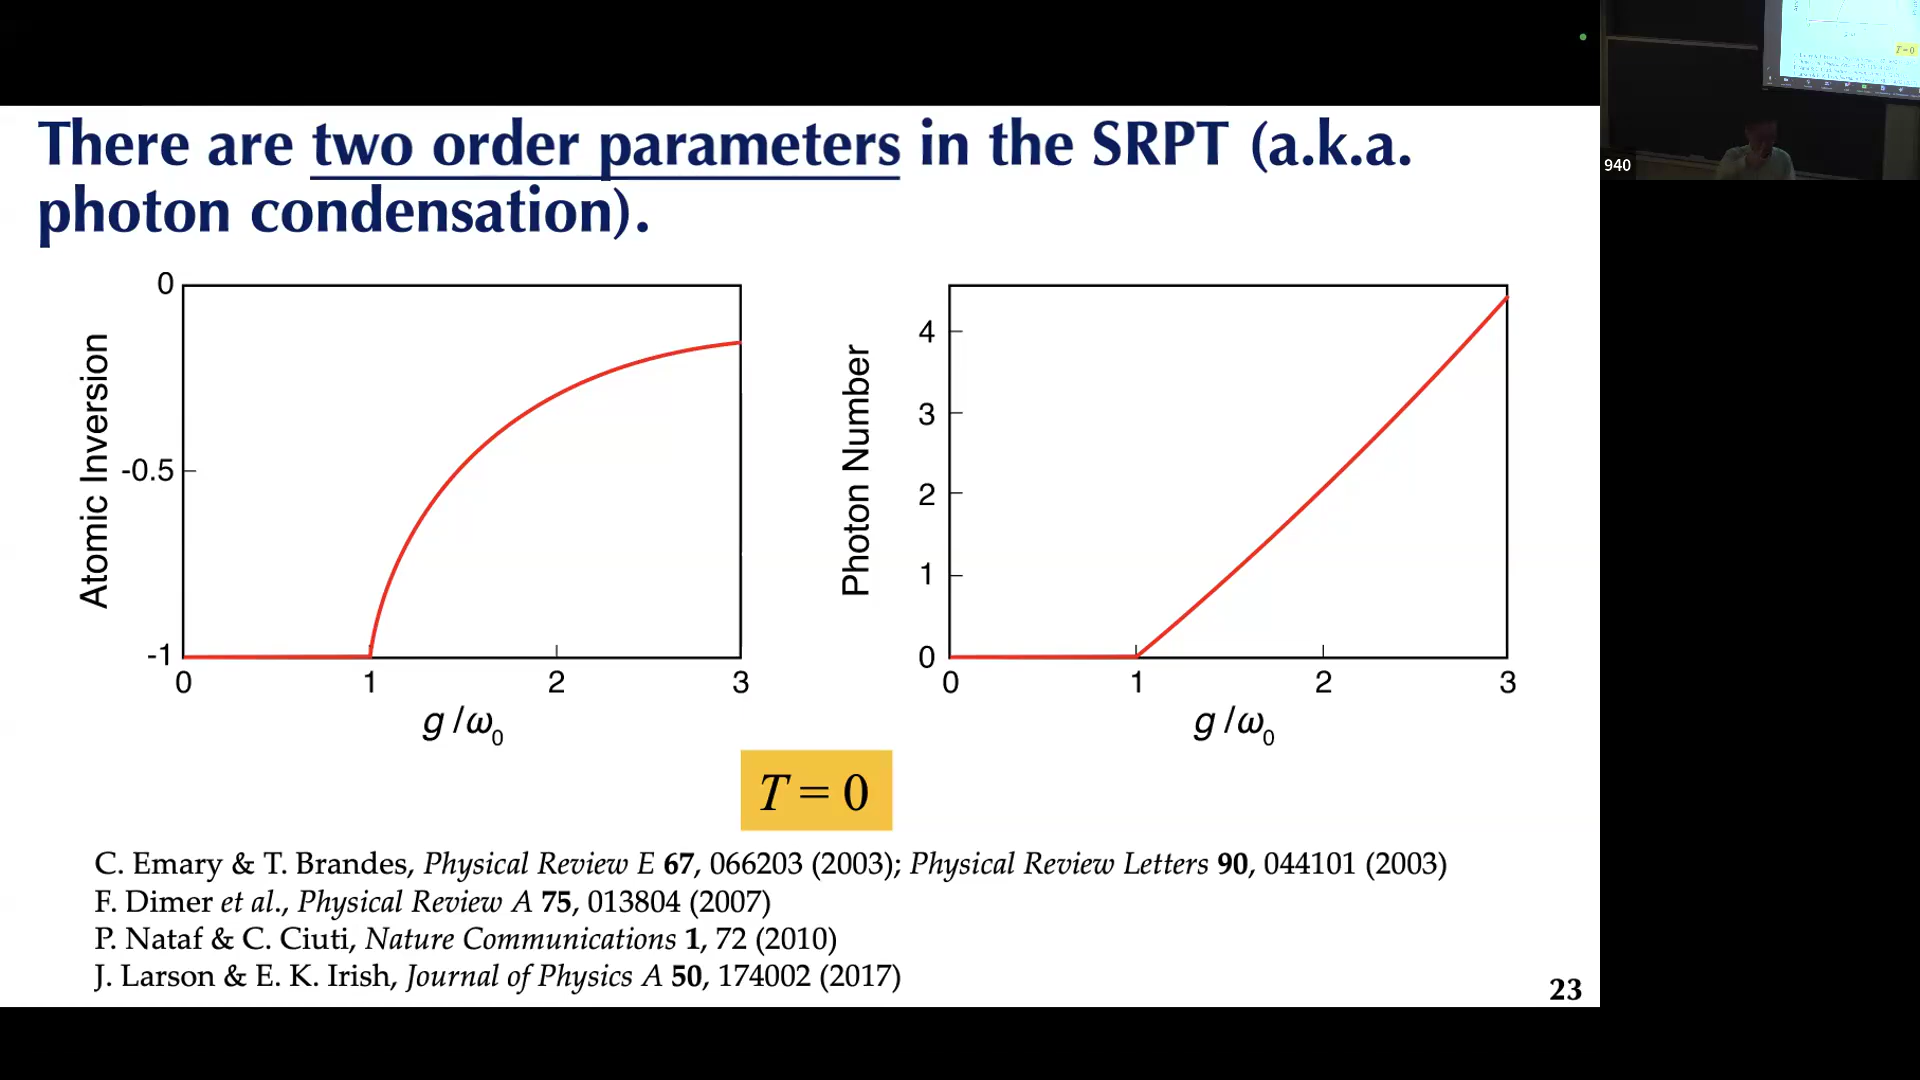 There are two order parameters in the SRPT (a.k.a.
photon condensation).
0
-0.5
-1
Atomic Inversion
0 1 2 3
g /ω0
4
3
2
1
0
Photon Number
0 1 2 3
g /ω0
T = 0
C. Emary & T. Brandes, Physical Review E 67, 066203 (2003); Physical Review Letters 90, 044101 (2003)
F. Dimer et al., Physical Review A 75, 013804 (2007)
P. Nataf & C. Ciuti, Nature Communications 1, 72 (2010)
J. Larson & E. K. Irish, Journal of Physics A 50, 174002 (2017)
23
940
T=0